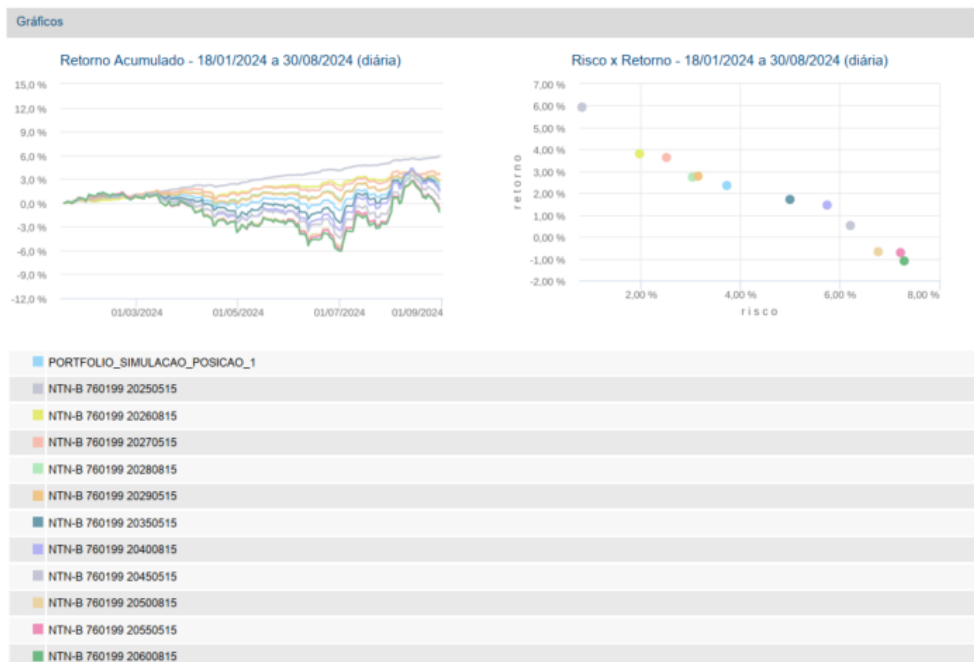 Gráficos
Retorno Acumulado - 18/01/2024 a 30/08/2024 (diária)
15,0 %
12,0 %
9,0 %
6,0 %
3,0 %
0,0 %
-3,0 %
-6,0 %
-9,0 %
-12,0 %
01/03/2024
01/05/2024
01/07/2024
01/09/2024
Risco x Retorno - 18/01/2024 a 30/08/2024 (diária)
retorno
7,00 %
6,00 %
5,00 %
4,00 %
3,00 %
2,00 %
1,00 %
0,00 %
-1,00 %
-2,00 %
2,00 %
4,00 %
6,00 %
8,00 %
risco
PORTFOLIO_SIMULACAO_POSICAO_1
NTN-B 760199 20250515
NTN-B 760199 20260815
NTN-B 760199 20270515
NTN-B 760199 20280815
NTN-B 760199 20290515
NTN-B 760199 20350515
NTN-B 760199 20400815
NTN-B 760199 20450515
NTN-B 760199 20500815
NTN-B 760199 20550515
NTN-B 760199 20600815